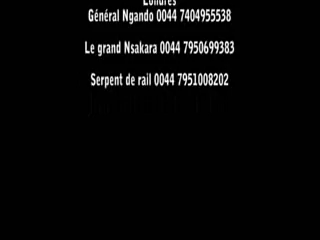 Londres
Général Ngando 0044 7404955538
Le grand Nsakara 0044 7950699383
Serpent de rail 0044 7951008202